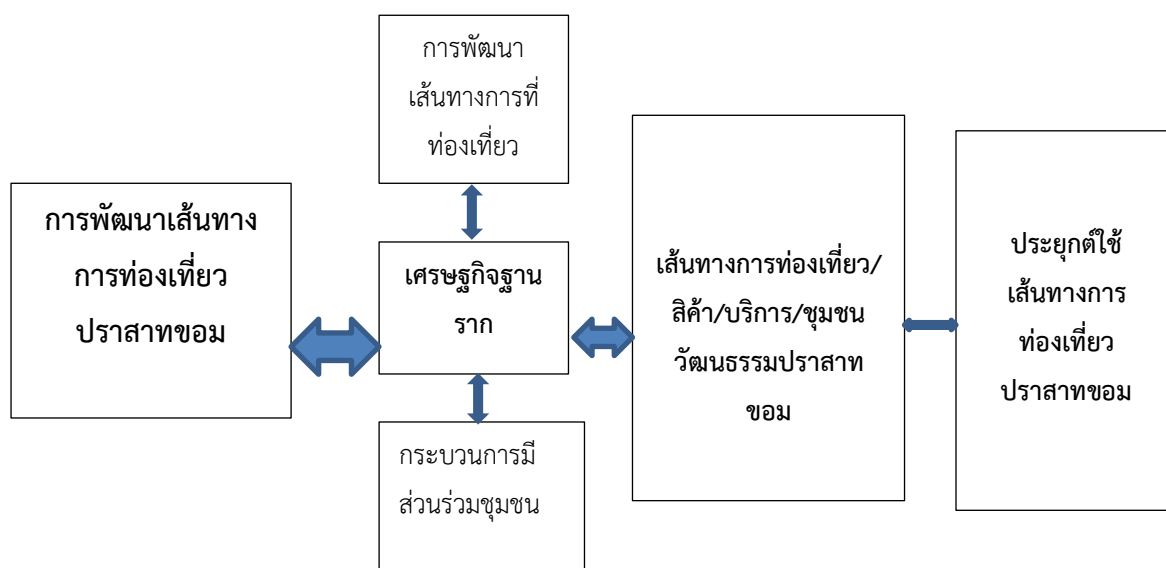 การพัฒนา
เส้นทางการที่
ท่องเที่ยว
การพัฒนาเส้นทาง
การท่องเที่ยว
ปราสาทขอม
เศรษฐกิจฐาน
ราก
กระบวนการมี
ส่วนร่วมชุมชน
เส้นทางการท่องเที่ยว/
สิค้า/บริการ/ชุมชน
วัฒนธรรมปราสาท
ขอม
ประยุกต์ใช้
เส้นทางการ
ท่องเที่ยว
ปราสาทขอม